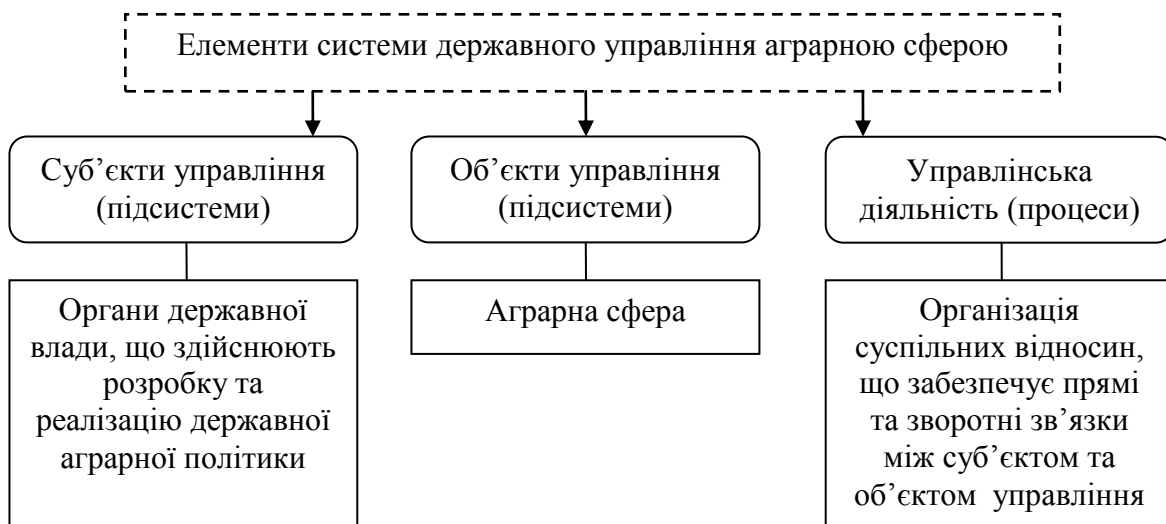 Елементи системи державного управління аграрною сферою
Суб’єкти управління
(підсистеми)
Об’єкти управління
(підсистеми)
Управлінська
діяльність (процеси)
Органи державної
влади, що здійснюють
розробку та
реалізацію державної
аграрної політики
Аграрна сфера
Організація
суспільних відносин,
що забезпечує прямі
та зворотні зв’язки
між суб’єктом та
об’єктом управління